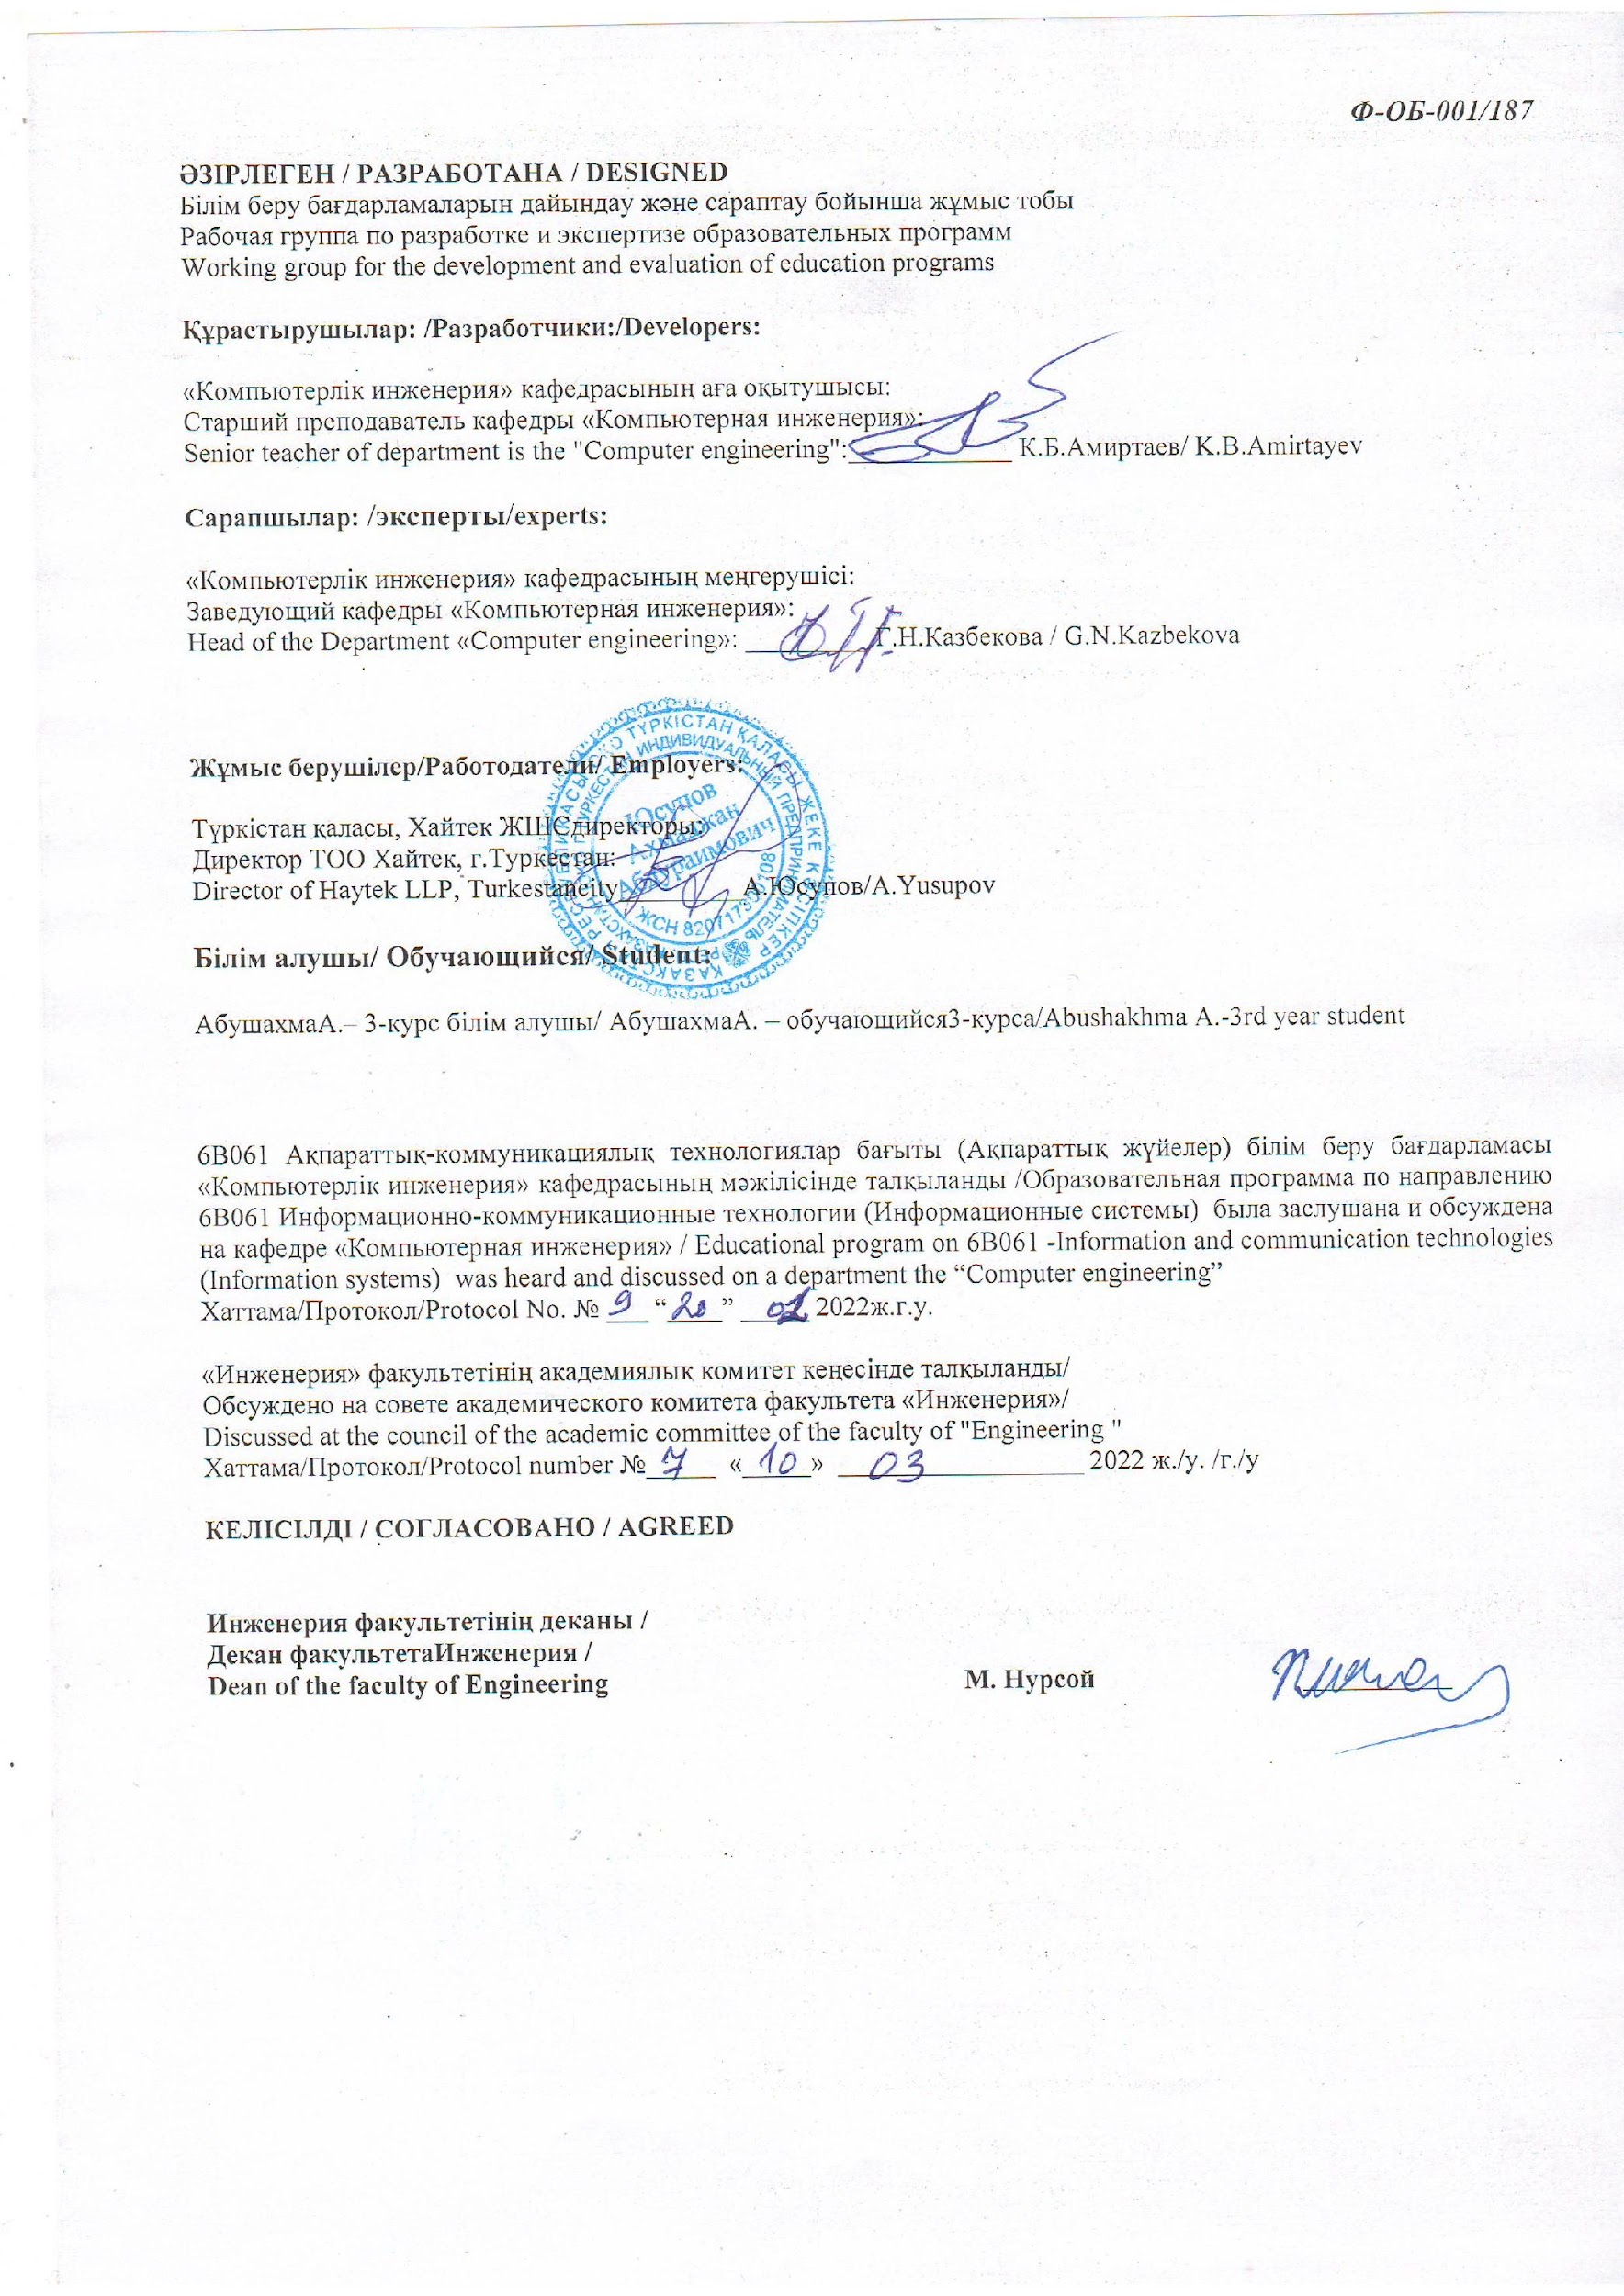 Ф-ОБ-001/187
ӘЗІРЛЕГЕН / РАЗРАБОТАНА / DESIGNED
Білім беру бағдарламаларын дайындау және сараптау бойынша жұмыс тобы
Рабочая группа по разработке и экспертизе образовательных программ
Working group for the development and evaluation of education programs
Құрастырушылар: /Разработчики:/Developers:
«Компьютерлік инженерия» кафедрасының аға оқытушысы:
Старший преподаватель кафедры «Компьютерная инженерия»:
Senior teacher of department is the "Computer engineering":____________ К.Б.Амиртаев/ K.B.Amirtayev
Сарапшылар: /эксперты/experts:
«Компьютерлік инженерия» кафедрасының меңгерушісі:
Заведующий кафедры «Компьютерная инженерия»:
Head of the Department «Computer engineering»: _________ Г.Н.Казбекова / G.N.Kazbekova
Жұмыс берушілер/Работодатели/ Employers:
Түркістан қаласы, Хайтек ЖШСдиректоры:
Директор ТОО Хайтек, г.Туркестан:
Director of Haytek LLP, Turkestancity_________А.Юсупов/A.Yusupov
Юсупов
Ахмаджан
Абдураимович
Білім алушы/ Обучающийся/ Student:
АбушахмаА.– 3-курс білім алушы/ АбушахмаА. – обучающийся3-курса/Abushakhma A.-3rd year student
6В061 Ақпараттық-коммуникациялық технологиялар бағыты (Ақпараттық жүйелер) білім беру бағдарламасы
«Компьютерлік инженерия» кафедрасының мәжілісінде талқыланды /Образовательная программа по направлению
6В061 Информационно-коммуникационные технологии (Информационные системы) была заслушана и обсуждена
на кафедре «Компьютерная инженерия» / Educational program on 6B061 -Information and communication technologies
(Information systems) was heard and discussed on a department the “Computer engineering”
Хаттама/Протокол/Protocol No. № 9 “20” 01 2022ж.г.у.
«Инженерия» факультетінің академиялық комитет кеңесінде талқыланды/
Обсуждено на совете академического комитета факультета «Инженерия»/
Discussed at the council of the academic committee of the faculty of "Engineering "
Хаттама/Протокол/Protocol number № 7 «10» 03 2022 ж./у. /г./у
КЕЛІСІЛДІ / СОГЛАСОВАНО / AGREED
Инженерия факультетінің деканы /
Декан факультетаИнженерия /
Dean of the faculty of Engineering
М. Нурсой